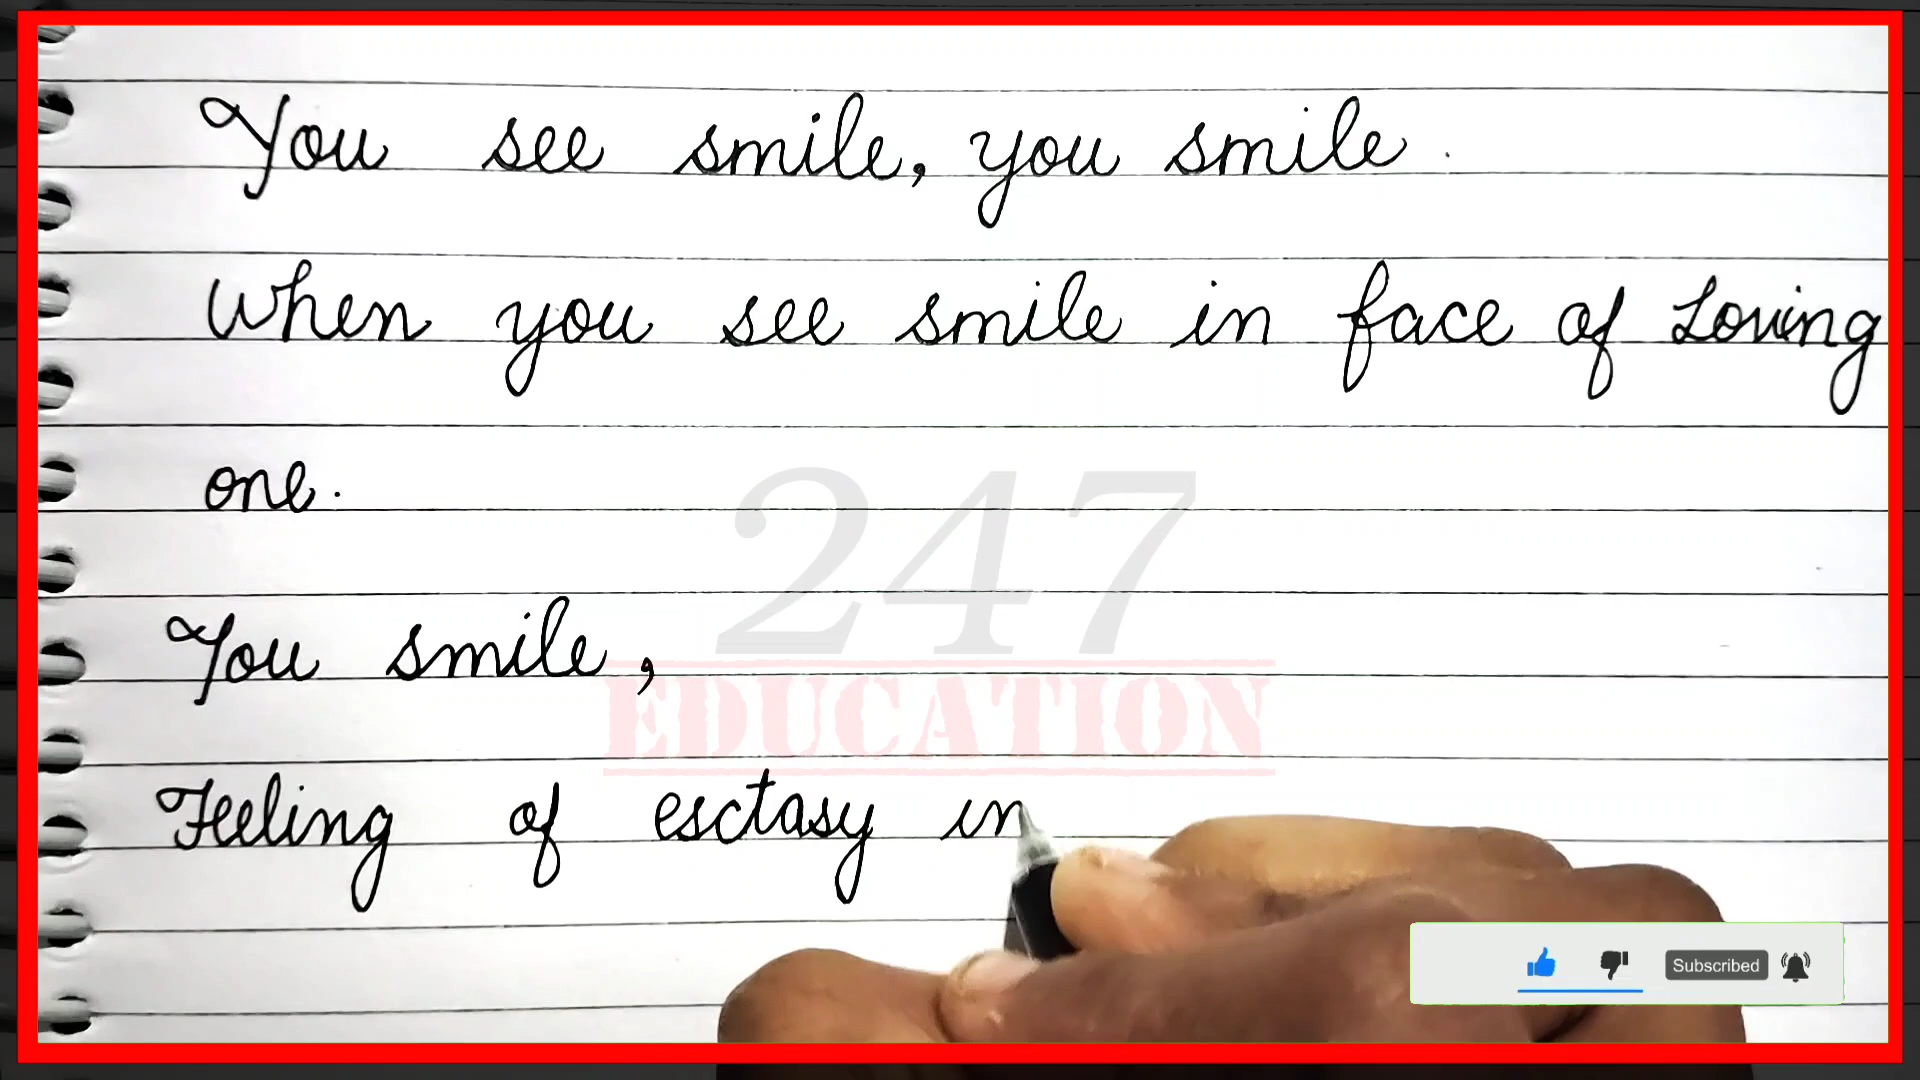 You see smile, you smile.
When you see smile in face of Loving
one.
247
You smile,
EDUCATION
Feeling of esctasy in
Subscribed